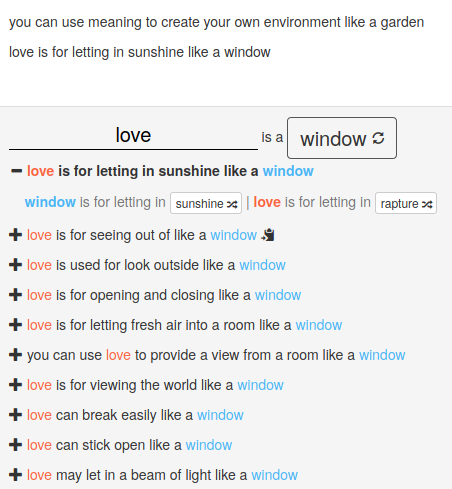 you can use meaning to create your own environment like a garden
love is for letting in sunshine like a window
love is a window
love is for letting in sunshine like a window
window is for letting in sunshine | love is for letting in rapture
love is for seeing out of like a window
love is used for look outside like a window
love is for opening and closing like a window
love is for letting fresh air into a room like a window
you can use love to provide a view from a room like a window
love is for viewing the world like a window
love can break easily like a window
love can stick open like a window
love may let in a beam of light like a window